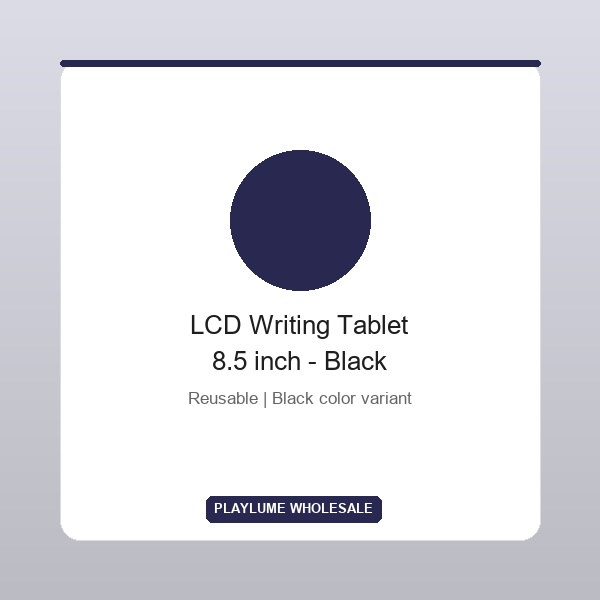 LCD Writing Tablet
8.5 inch - Black
Reusable | Black color variant
PLAYLUME WHOLESALE